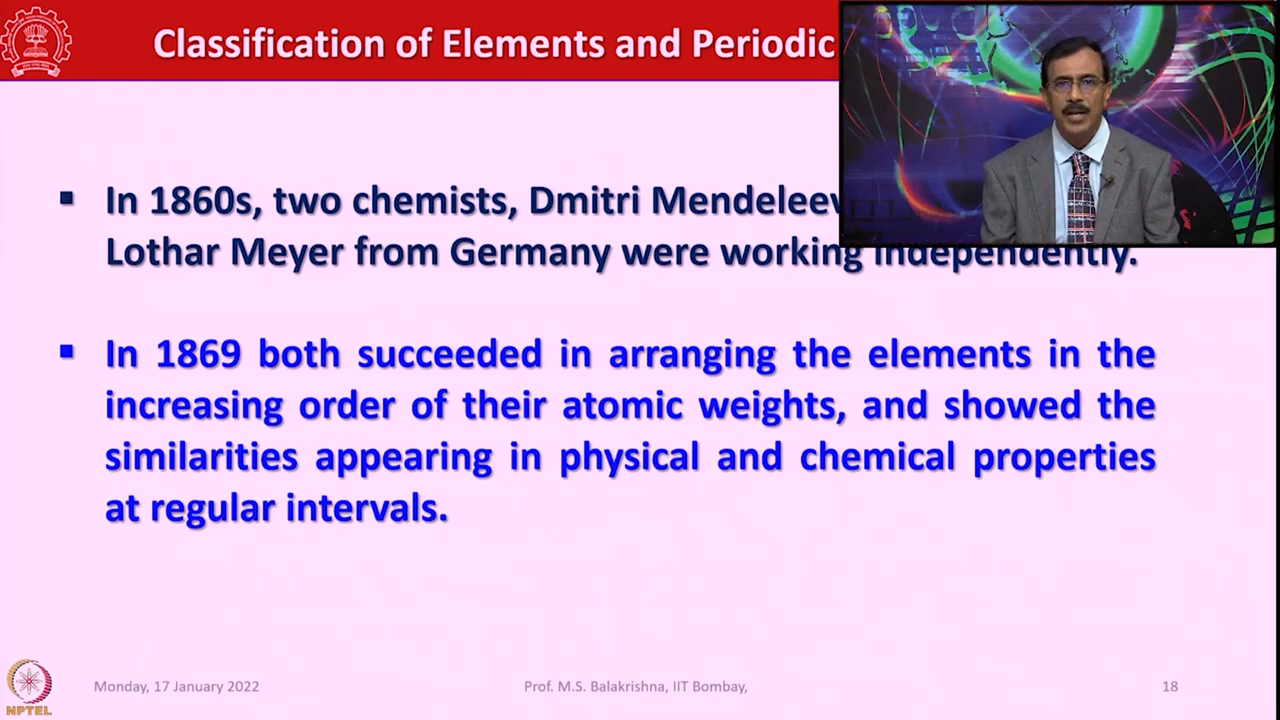 Classification of Elements and Periodic
▪ In 1860s, two chemists, Dmitri Mendeleev
Lothar Meyer from Germany were working independently.
▪ In 1869 both succeeded in arranging the elements in the
increasing order of their atomic weights, and showed the
similarities appearing in physical and chemical properties
at regular intervals.
NPTEL
Monday, 17 January 2022
Prof. M.S. Balakrishna, IIT Bombay,
18